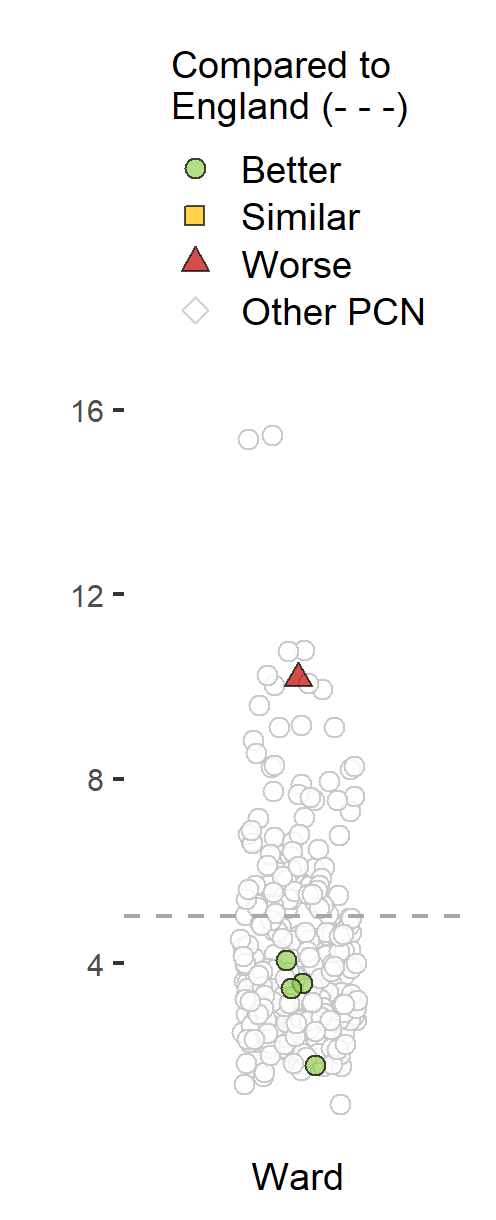 Compared to
England (- - -)
Better
Similar
Worse
Other PCN
16
12
8
4
Ward